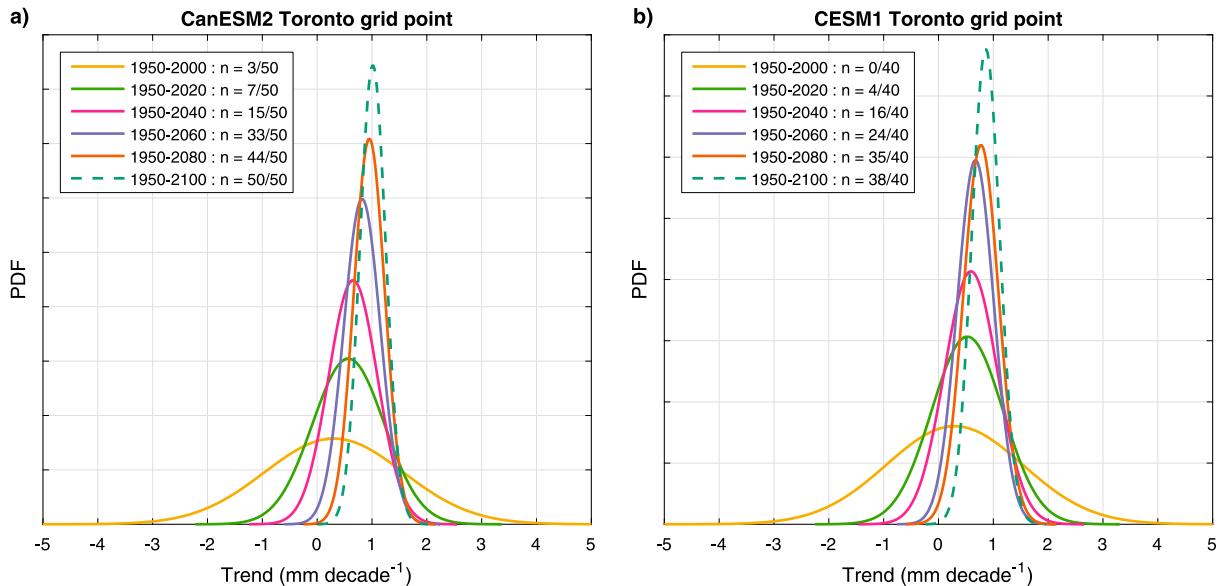 a) CanESM2 Toronto grid point
1950-2000 : n = 3/50
1950-2020 : n = 7/50
1950-2040 : n = 15/50
1950-2060 : n = 33/50
1950-2080 : n = 44/50
1950-2100 : n = 50/50
PDF
-5 -4 -3 -2 -1 0 1 2 3 4 5
Trend (mm decade⁻¹)
b) CESM1 Toronto grid point
1950-2000 : n = 0/40
1950-2020 : n = 4/40
1950-2040 : n = 16/40
1950-2060 : n = 24/40
1950-2080 : n = 35/40
1950-2100 : n = 38/40
PDF
-5 -4 -3 -2 -1 0 1 2 3 4 5
Trend (mm decade⁻¹)